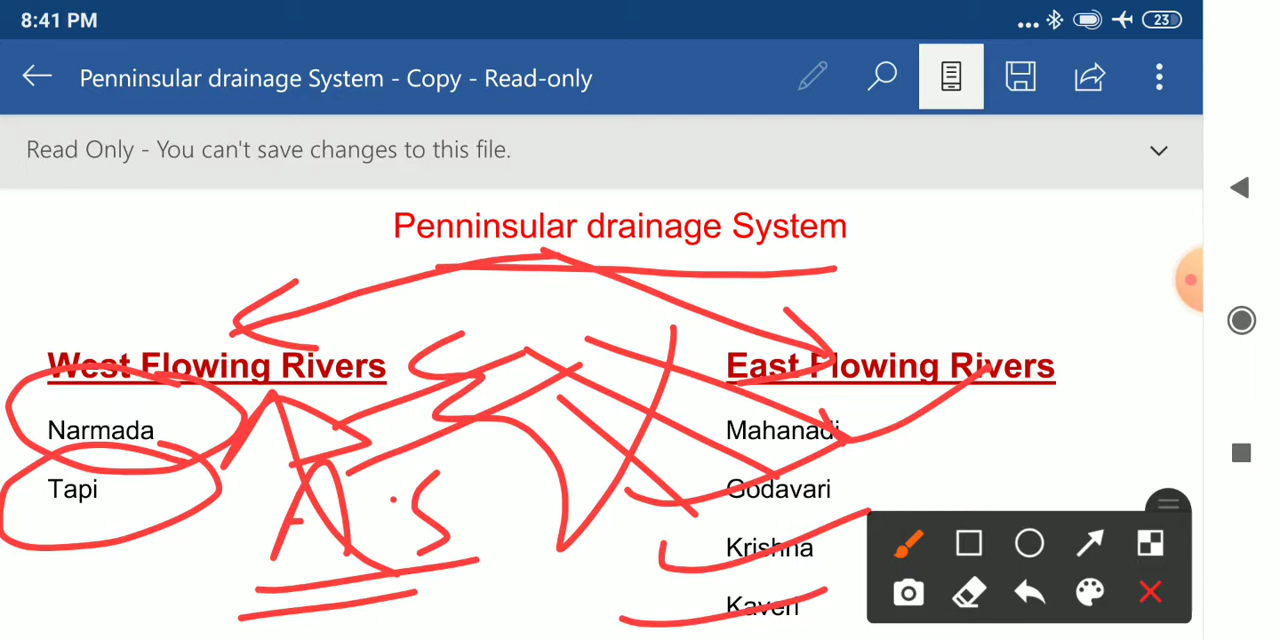 8:41 PM
23
Penninsular drainage System - Copy - Read-only
Read Only - You can't save changes to this file.
Penninsular drainage System
West Flowing Rivers
East Flowing Rivers
Narmada
Mahanadi
Tapi
Godavari
A.S
Krishna
Kaveri